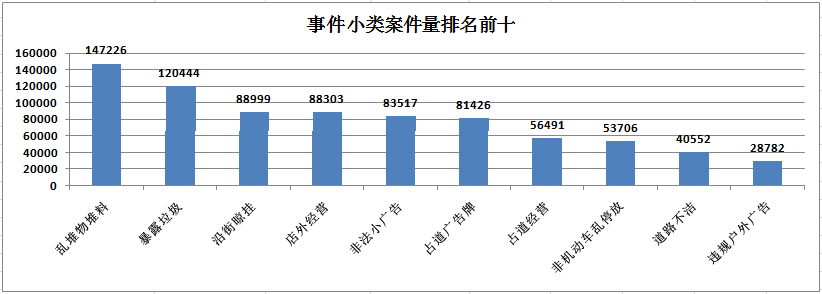 事件小类案件量排名前十
160000
140000
120000
100000
80000
60000
40000
20000
0
147226
120444
88999
88303
83517
81426
56491
53706
40552
28782
乱堆物堆料
暴露垃圾
沿街晾挂
店外经营
非法小广告
占道广告牌
占道经营
非机动车乱停放
道路不洁
违规户外广告